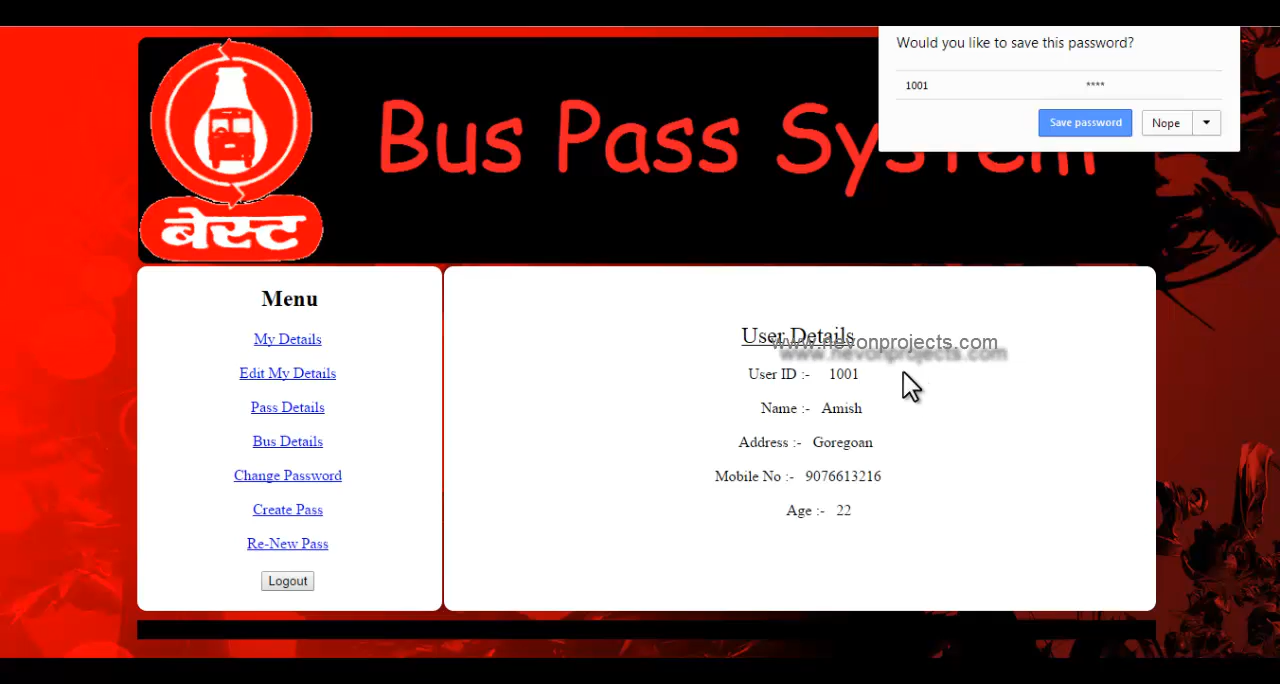 Would you like to save this password?
1001 ****
Save password Nope
Bus Pass System
बेस्ट
Menu
My Details
Edit My Details
Pass Details
Bus Details
Change Password
Create Pass
Re-New Pass
Logout
User Details
www.nevonprojects.com
User ID :- 1001
Name :- Amish
Address :- Goregoan
Mobile No :- 9076613216
Age :- 22